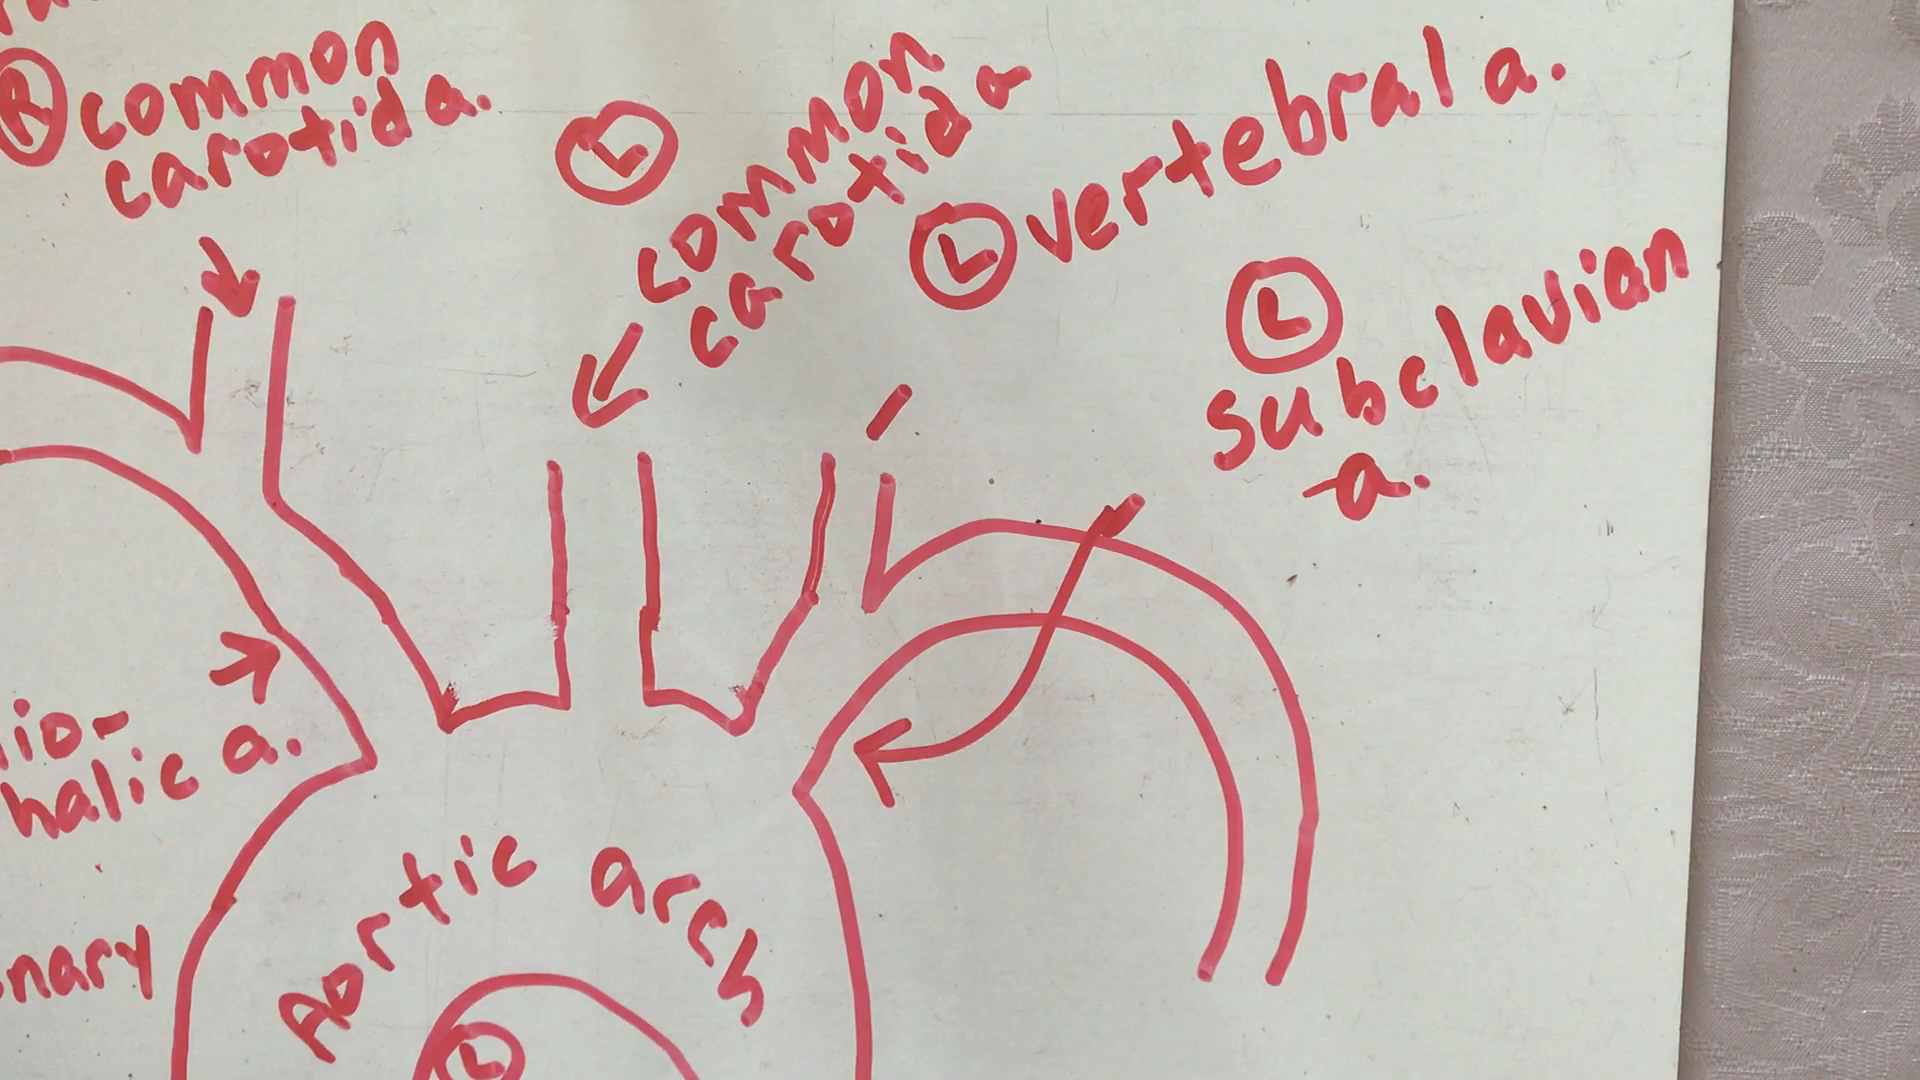 R common
carotid a.
L
common
carotid a
L vertebral a.
L
subclavian
a.
halic a.
Aortic arch
nary
L